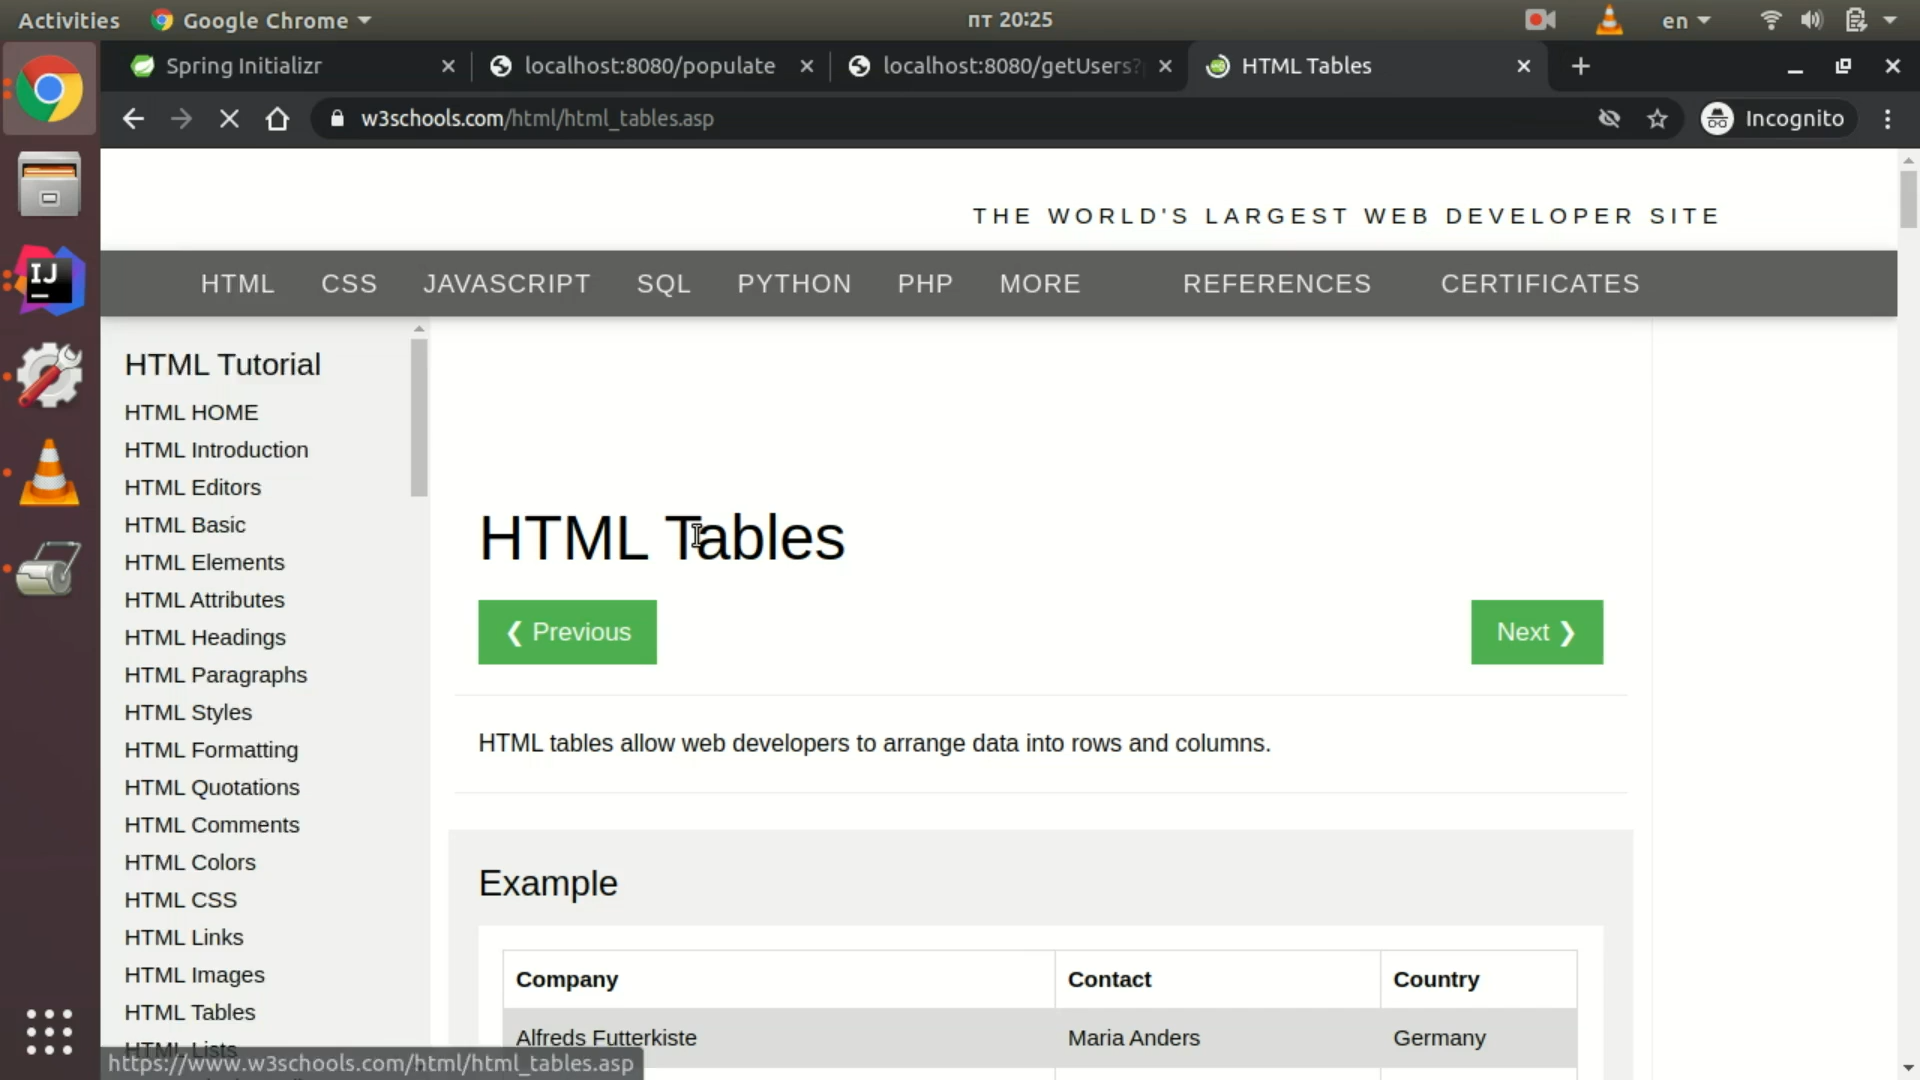 Activities
Google Chrome
пт 20:25
en
Spring Initializr
localhost:8080/populate
localhost:8080/getUsers?
HTML Tables
w3schools.com/html/html_tables.asp
Incognito
THE WORLD'S LARGEST WEB DEVELOPER SITE
HTML CSS JAVASCRIPT SQL PYTHON PHP MORE REFERENCES CERTIFICATES
HTML Tutorial
HTML HOME
HTML Introduction
HTML Editors
HTML Basic
HTML Elements
HTML Attributes
HTML Headings
HTML Paragraphs
HTML Styles
HTML Formatting
HTML Quotations
HTML Comments
HTML Colors
HTML CSS
HTML Links
HTML Images
HTML Tables
HTML Lists
HTML Tables
❮ Previous
Next ❯
HTML tables allow web developers to arrange data into rows and columns.
Example
Company Contact Country
Alfreds Futterkiste Maria Anders Germany
https://www.w3schools.com/html/html_tables.asp
IJ